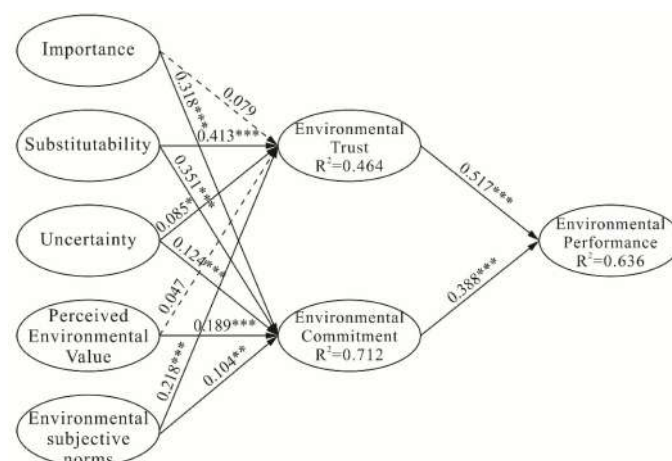 Importance
0.079
0.318***
Substitutability
0.413***
Environmental
Trust
R²=0.464
0.351***
0.517***
Uncertainty
0.085*
0.124***
Environmental
Performance
R²=0.636
0.047
0.388***
Perceived
Environmental
Value
0.189***
Environmental
Commitment
R²=0.712
0.218***
0.104**
Environmental
subjective
norms